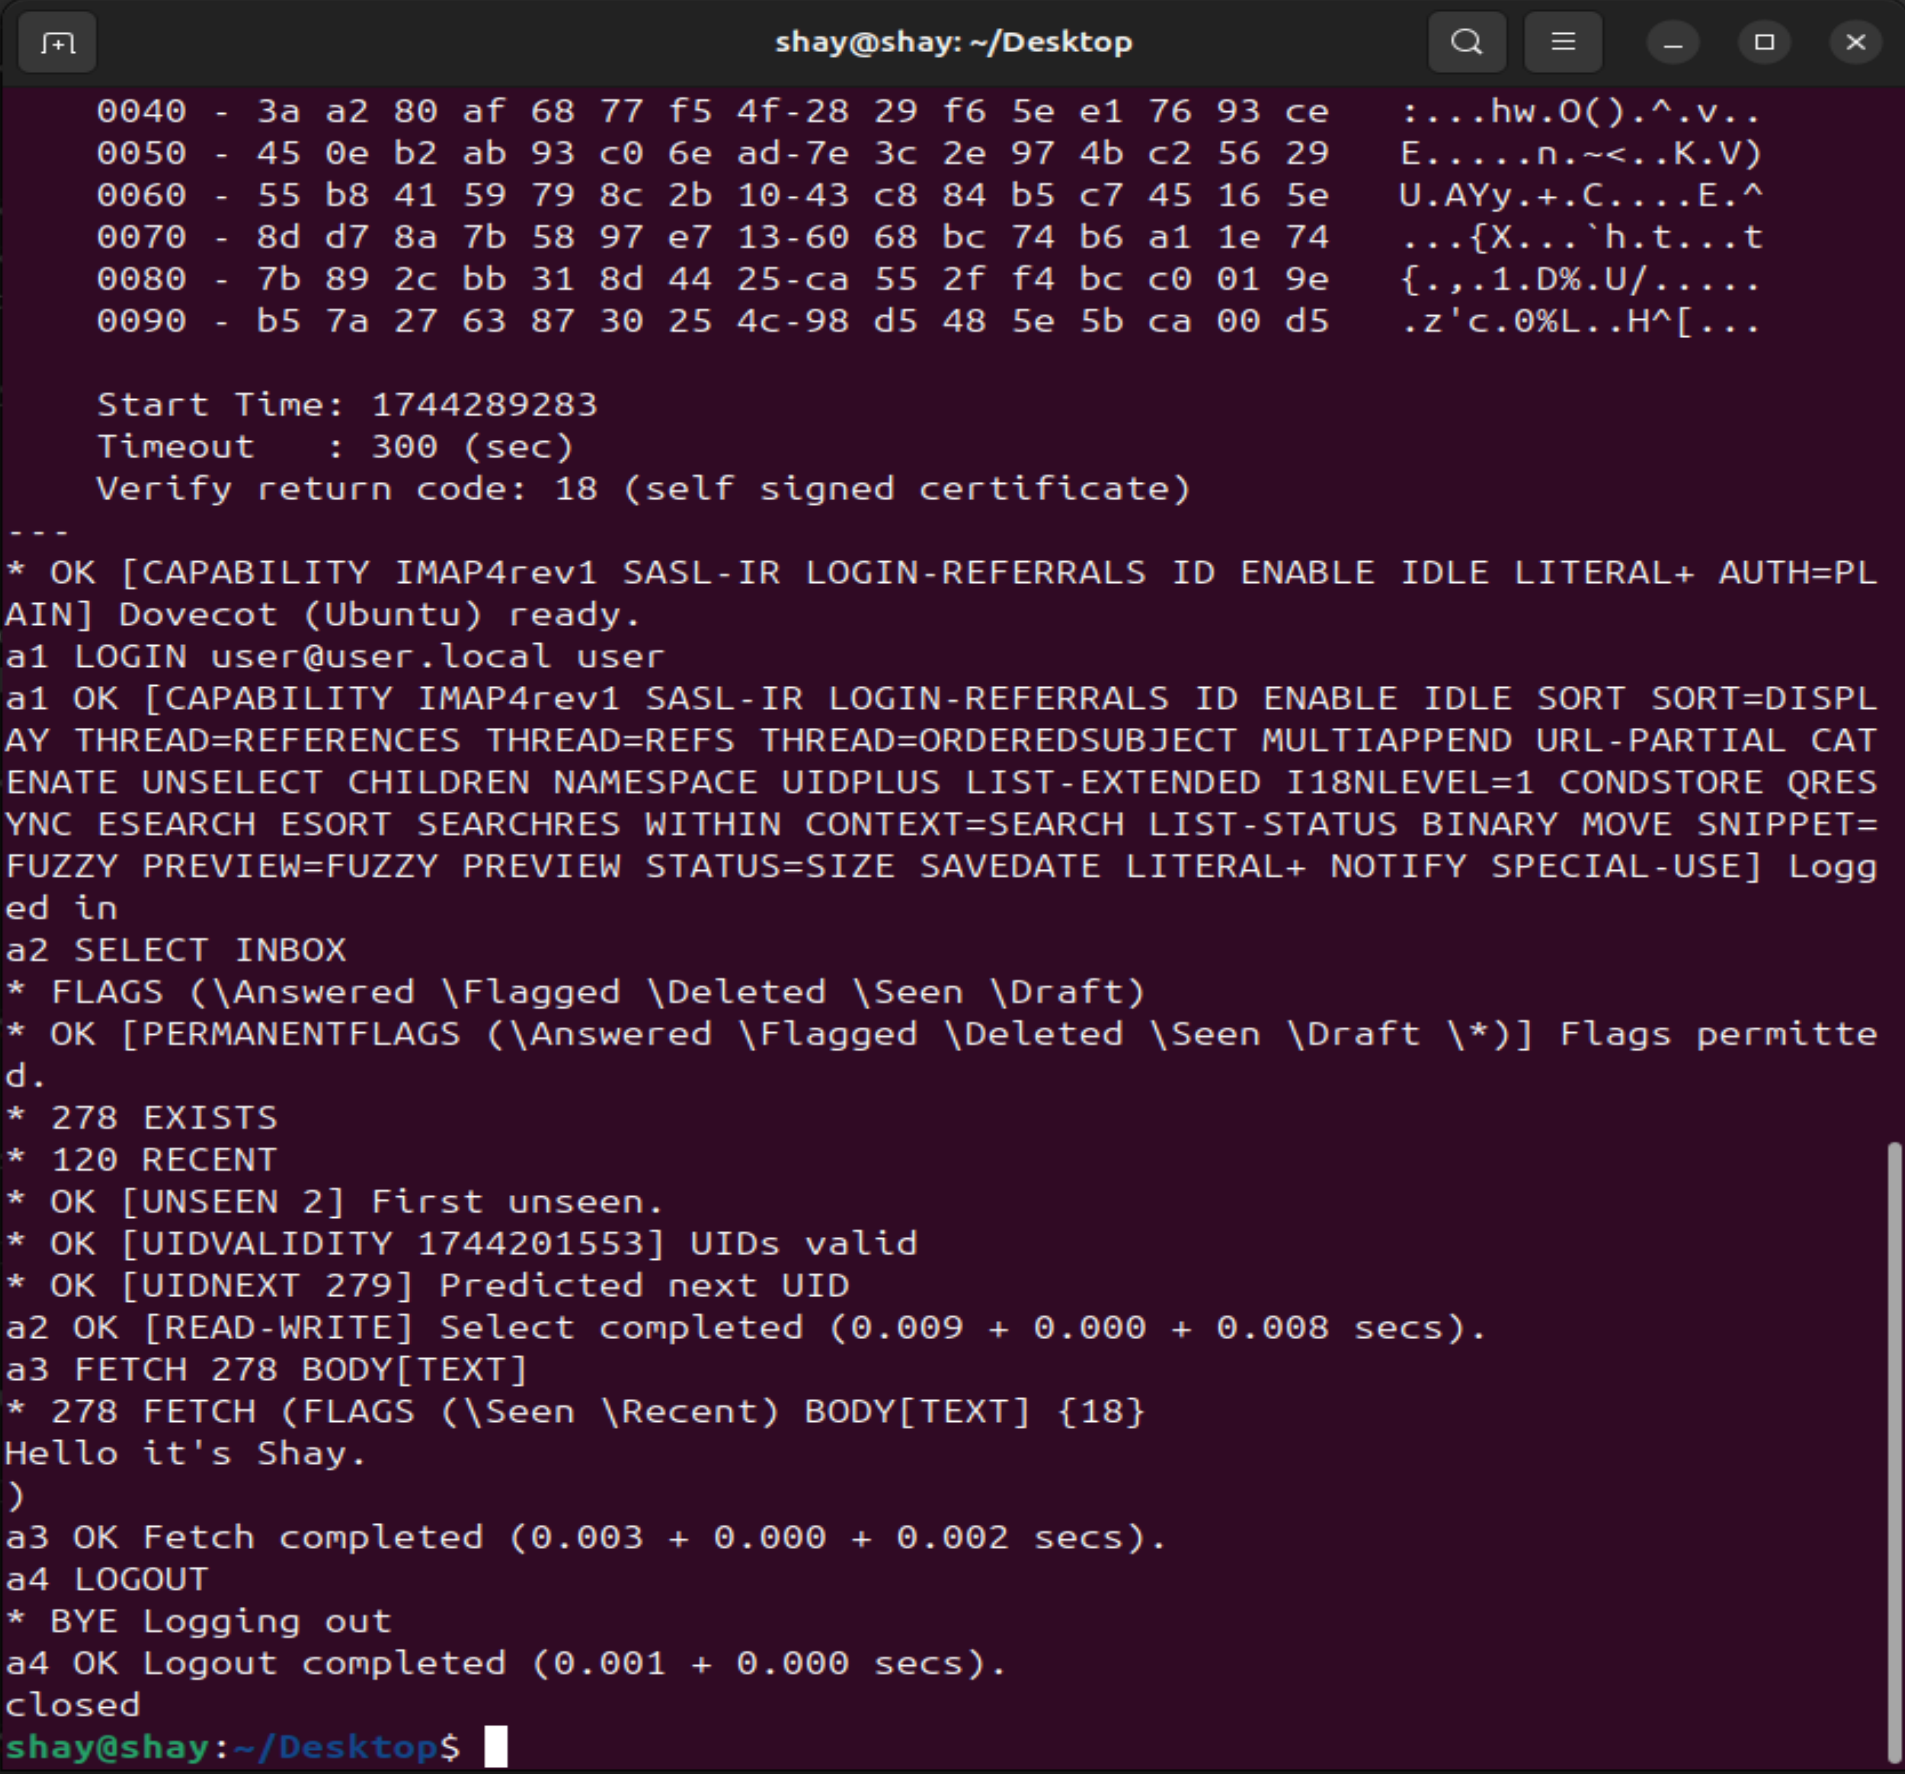 shay@shay: ~/Desktop
0040 - 3a a2 80 af 68 77 f5 4f-28 29 f6 5e e1 76 93 ce   :...hw.O().^.v..
0050 - 45 0e b2 ab 93 c0 6e ad-7e 3c 2e 97 4b c2 56 29   E.....n.~<..K.V)
0060 - 55 b8 41 59 79 8c 2b 10-43 c8 84 b5 c7 45 16 5e   U.AYy.+.C....E.^
0070 - 8d d7 8a 7b 58 97 e7 13-60 68 bc 74 b6 a1 1e 74   ...{X...`h.t...t
0080 - 7b 89 2c bb 31 8d 44 25-ca 55 2f f4 bc c0 01 9e   {.,.1.D%.U/.....
0090 - b5 7a 27 63 87 30 25 4c-98 d5 48 5e 5b ca 00 d5   .z'c.0%L..H^[...
Start Time: 1744289283
Timeout   : 300 (sec)
Verify return code: 18 (self signed certificate)
---
* OK [CAPABILITY IMAP4rev1 SASL-IR LOGIN-REFERRALS ID ENABLE IDLE LITERAL+ AUTH=PL
AIN] Dovecot (Ubuntu) ready.
a1 LOGIN user@user.local user
a1 OK [CAPABILITY IMAP4rev1 SASL-IR LOGIN-REFERRALS ID ENABLE IDLE SORT SORT=DISPL
AY THREAD=REFERENCES THREAD=REFS THREAD=ORDEREDSUBJECT MULTIAPPEND URL-PARTIAL CAT
ENATE UNSELECT CHILDREN NAMESPACE UIDPLUS LIST-EXTENDED I18NLEVEL=1 CONDSTORE QRES
YNC ESEARCH ESORT SEARCHRES WITHIN CONTEXT=SEARCH LIST-STATUS BINARY MOVE SNIPPET=
FUZZY PREVIEW=FUZZY PREVIEW STATUS=SIZE SAVEDATE LITERAL+ NOTIFY SPECIAL-USE] Logg
ed in
a2 SELECT INBOX
* FLAGS (\Answered \Flagged \Deleted \Seen \Draft)
* OK [PERMANENTFLAGS (\Answered \Flagged \Deleted \Seen \Draft \*)] Flags permitte
d.
* 278 EXISTS
* 120 RECENT
* OK [UNSEEN 2] First unseen.
* OK [UIDVALIDITY 1744201553] UIDs valid
* OK [UIDNEXT 279] Predicted next UID
a2 OK [READ-WRITE] Select completed (0.009 + 0.000 + 0.008 secs).
a3 FETCH 278 BODY[TEXT]
* 278 FETCH (FLAGS (\Seen \Recent) BODY[TEXT] {18}
Hello it's Shay.
)
a3 OK Fetch completed (0.003 + 0.000 + 0.002 secs).
a4 LOGOUT
* BYE Logging out
a4 OK Logout completed (0.001 + 0.000 secs).
closed
shay@shay:~/Desktop$